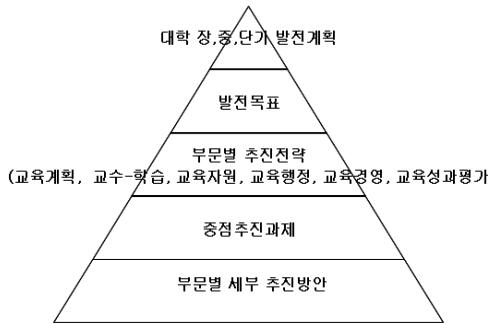 대학 장,중,단기 발전계획
발전목표
부문별 추진전략
(교육계획, 교수-학습, 교육자원, 교육행정, 교육경영, 교육성과평가
중점추진과제
부문별 세부 추진방안